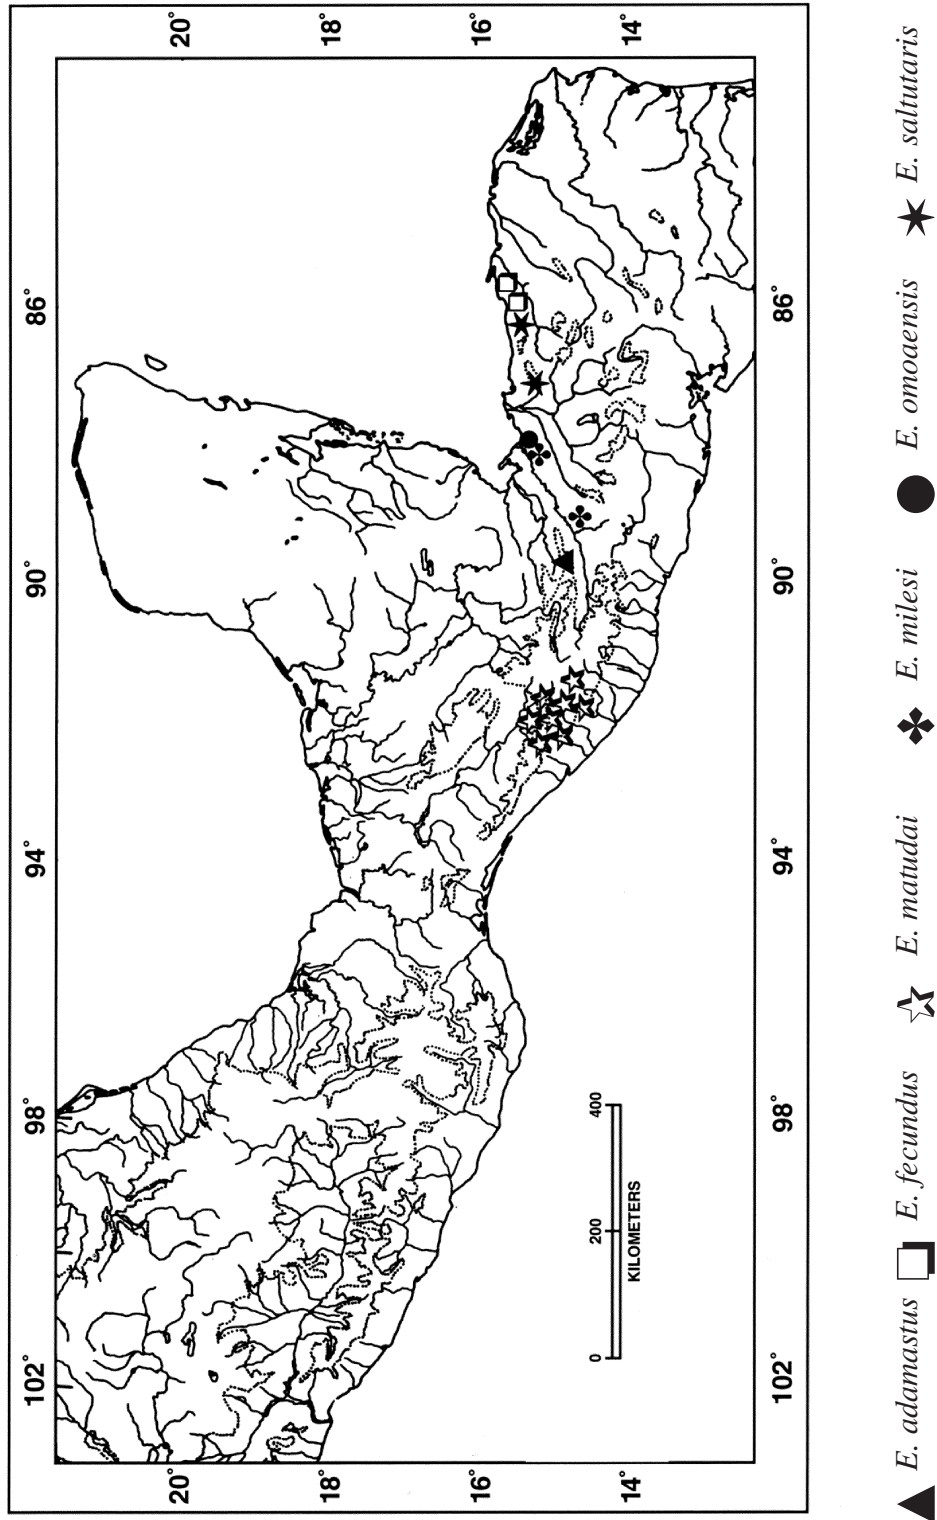 102° 98° 94° 90° 86°
20° 20°
18° 18°
16° 16°
14° 14°
0 200 400
KILOMETERS
102° 98° 94° 90° 86°
E. adamastus E. fecundus E. matudai E. milesi E. omoaensis E. saltutaris